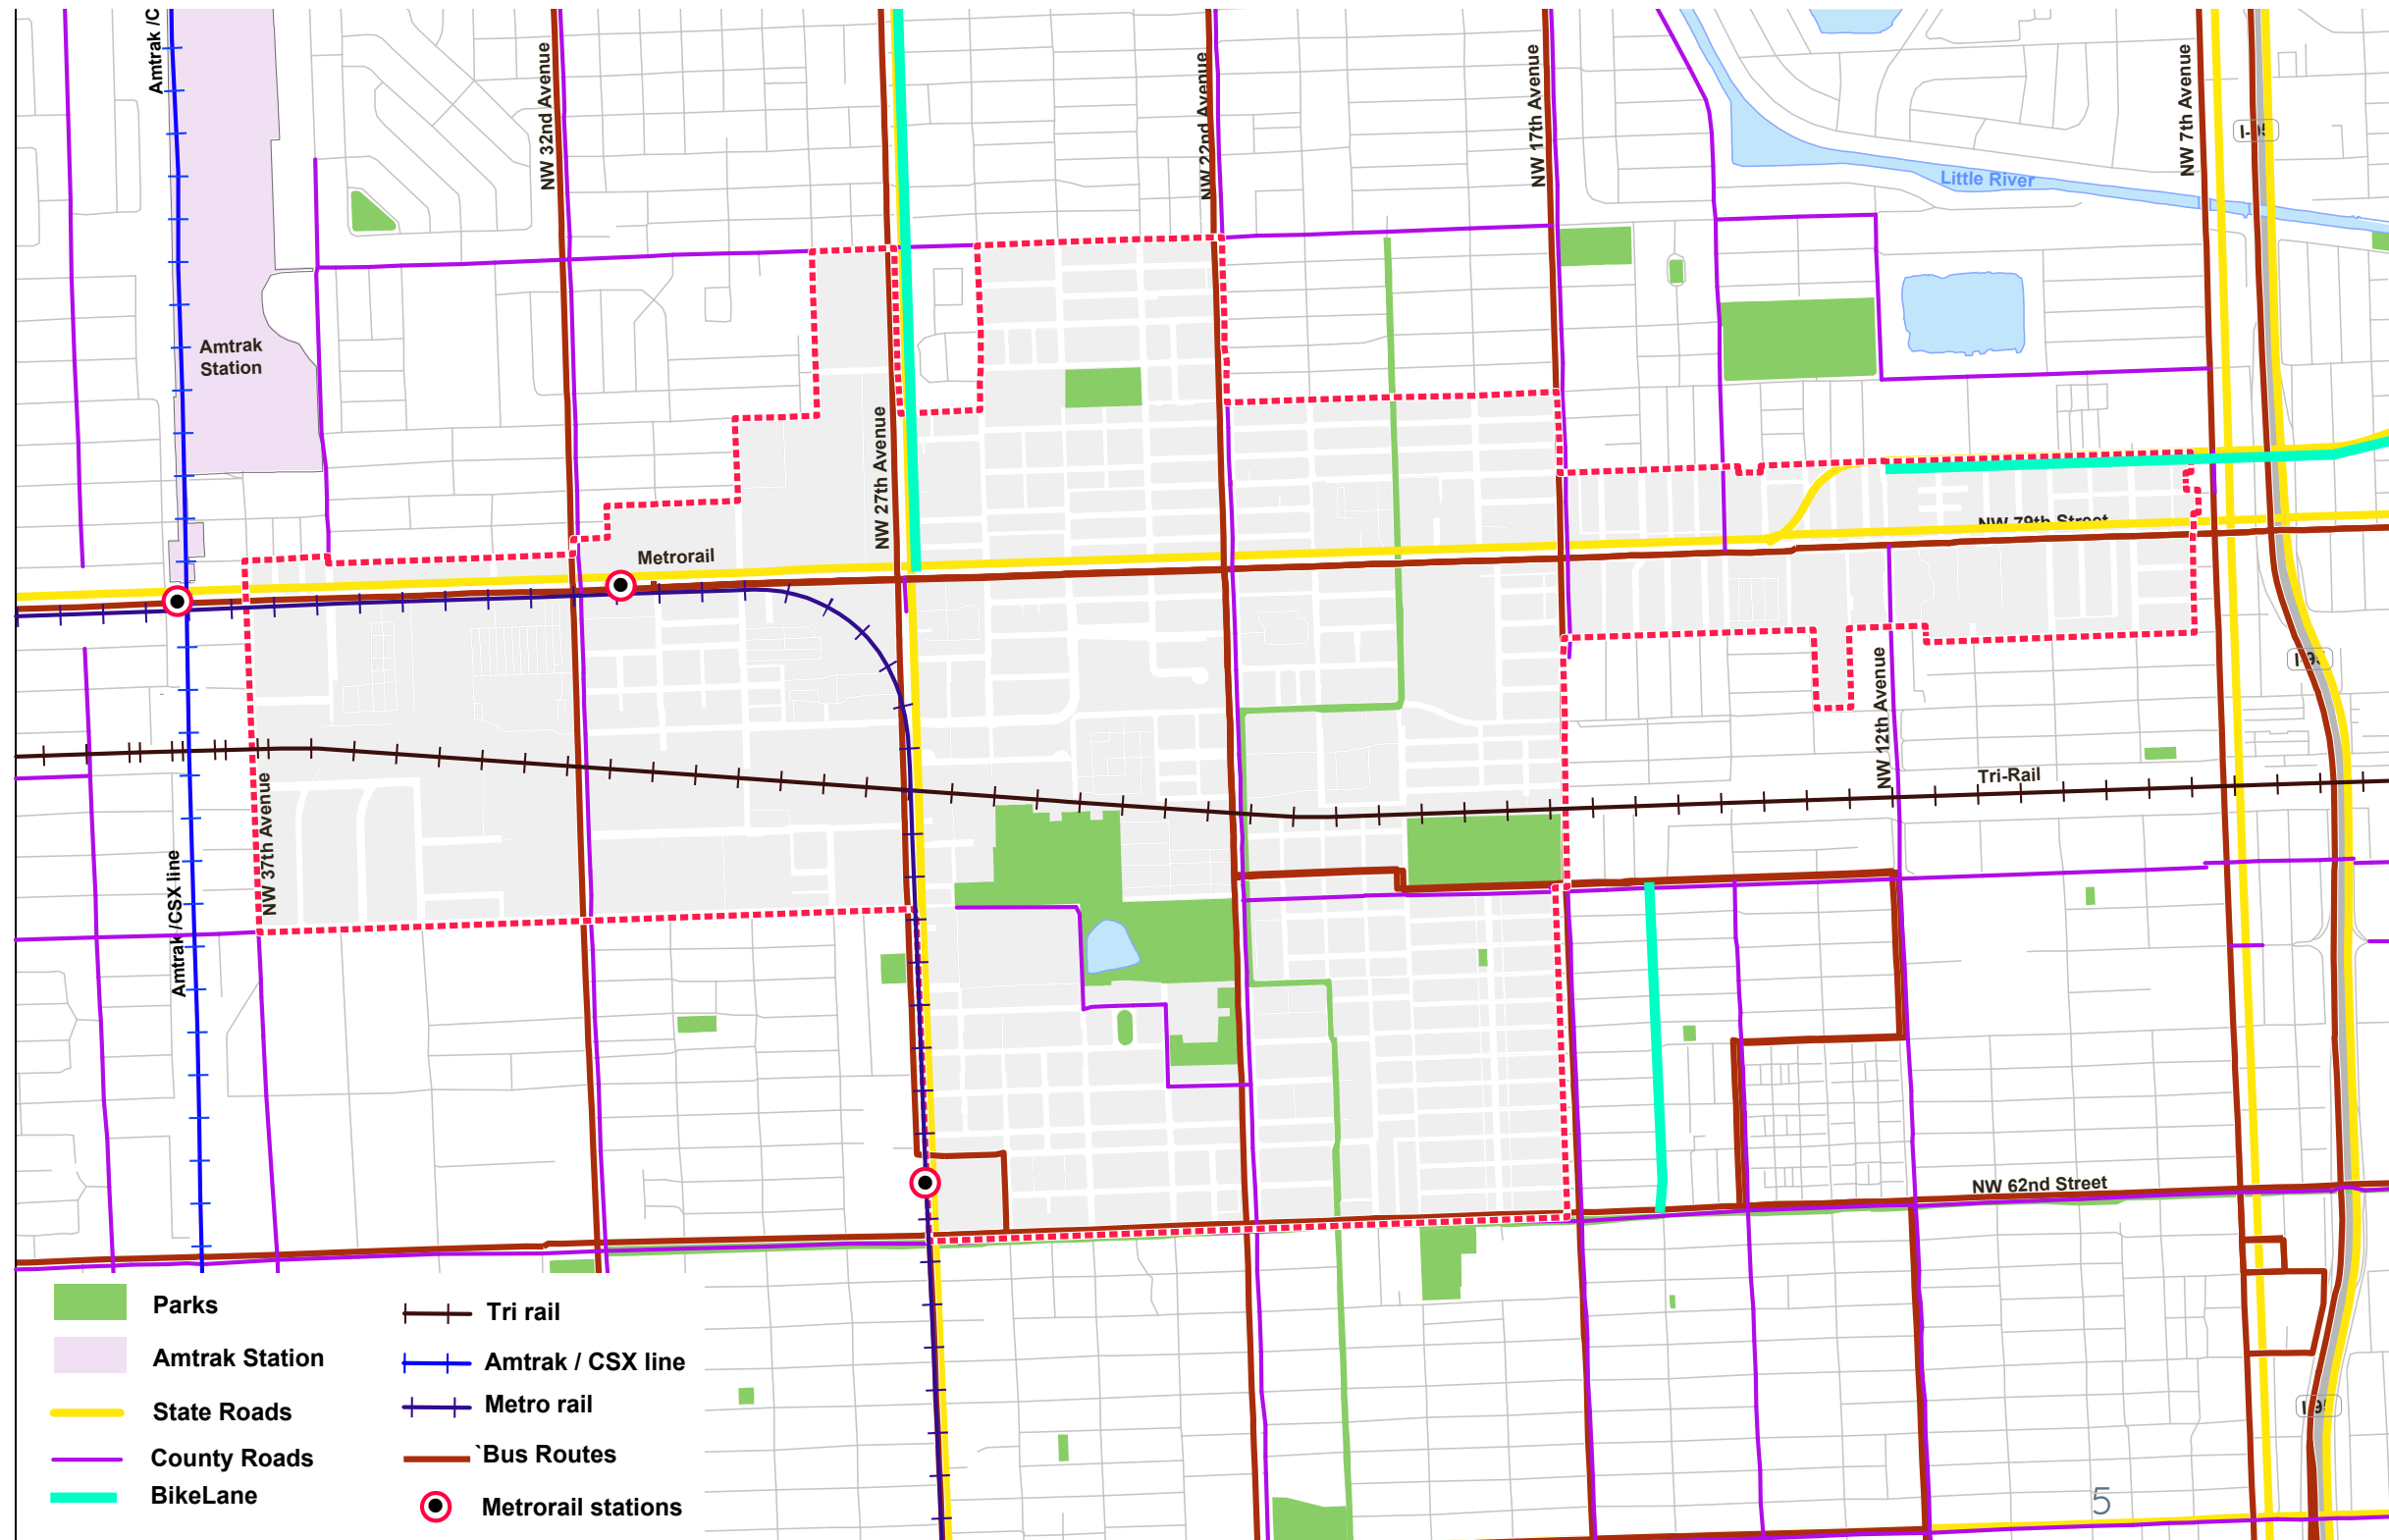 Amtrak /C
NW 32nd Avenue
NW 22nd Avenue
NW 17th Avenue
NW 7th Avenue
I-95
Little River
Amtrak
Station
NW 27th Avenue
Metrorail
NW 79th Street
I-95
NW 12th Avenue
Tri-Rail
NW 37th Avenue
Amtrak /CSX line
NW 62nd Street
I-95
Parks
Amtrak Station
State Roads
County Roads
BikeLane
Tri rail
Amtrak / CSX line
Metro rail
`Bus Routes
Metrorail stations
5